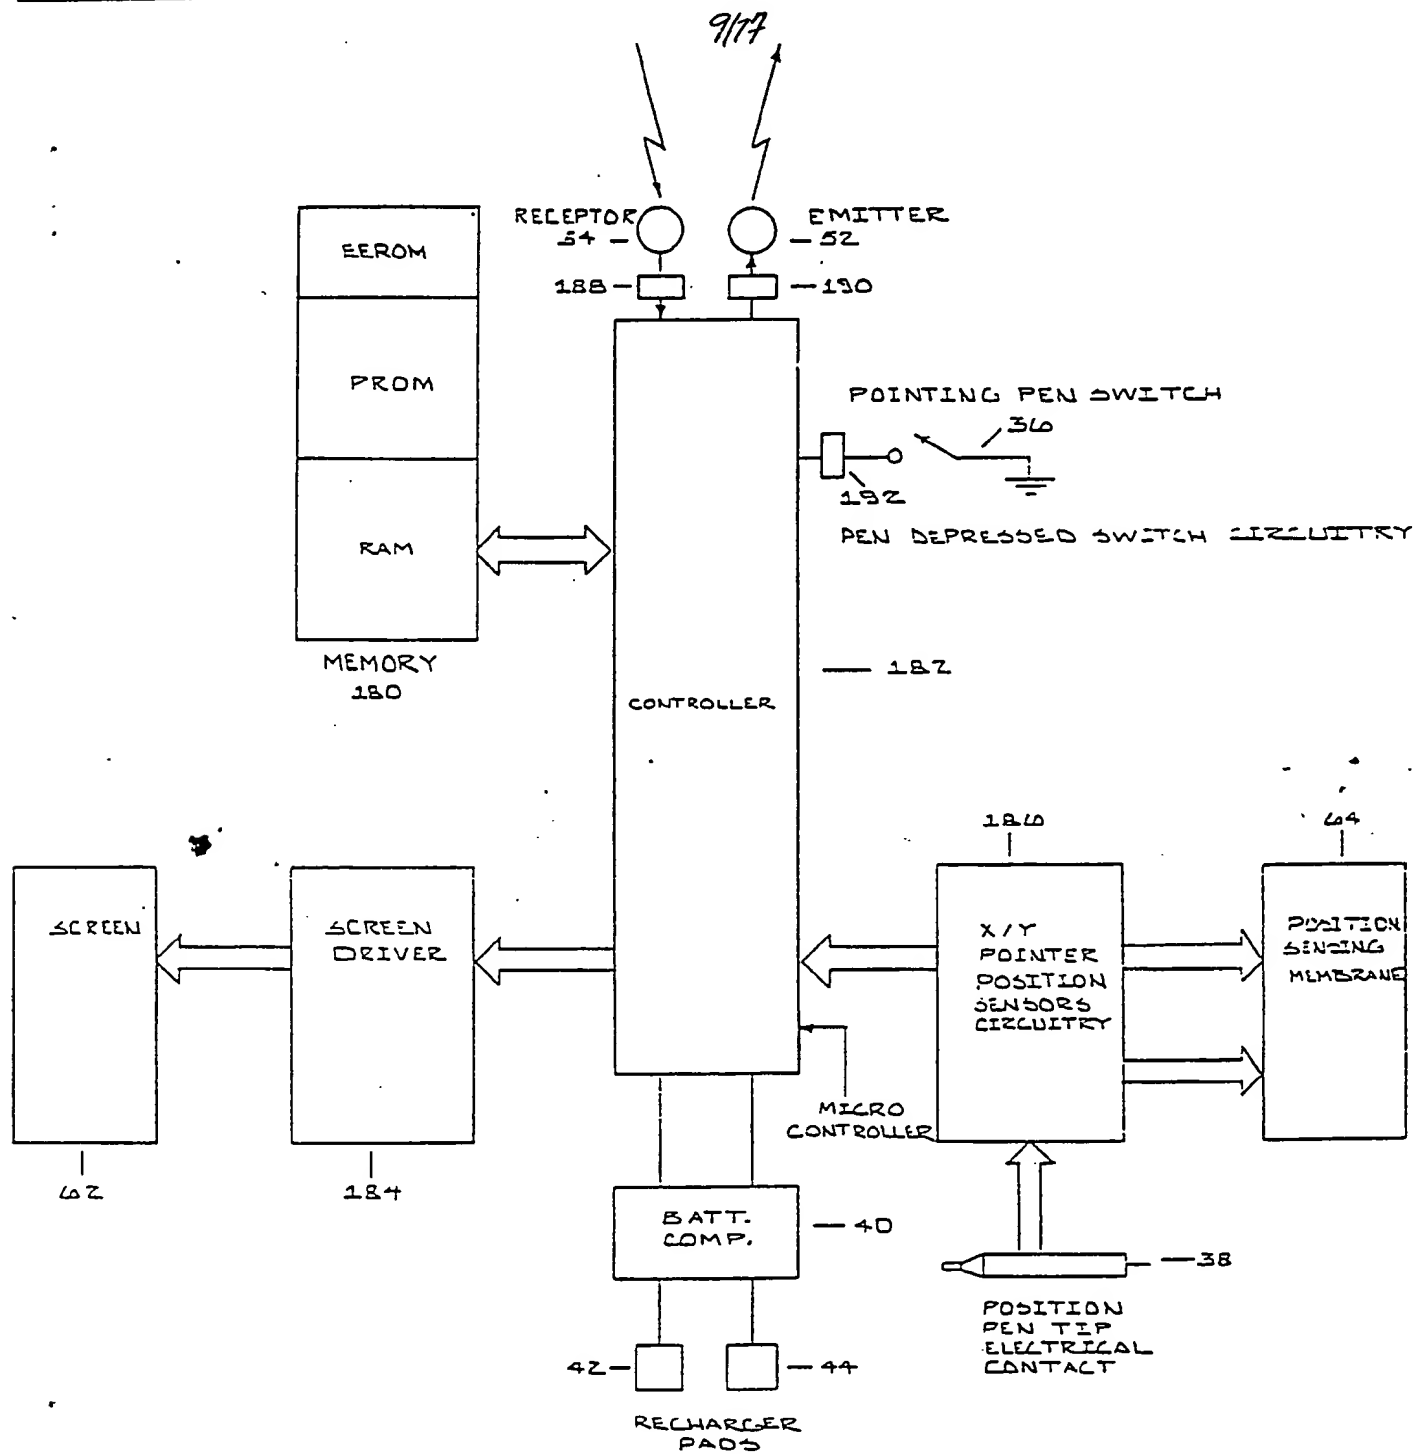 9/17
RECEPTOR
54
EMITTER
52
188
190
EEROM
PROM
RAM
MEMORY
180
POINTING PEN SWITCH
36
192
PEN DEPRESSED SWITCH CIRCUITRY
182
CONTROLLER
186
64
SCREEN
SCREEN
DRIVER
X/Y
POINTER
POSITION
SENSORS
CIRCUITRY
POSITION
SENSING
MEMBRANE
MICRO
CONTROLLER
62
184
BATT.
COMP.
40
38
POSITION
PEN TIP
ELECTRICAL
CONTACT
42
44
RECHARGER
PADS